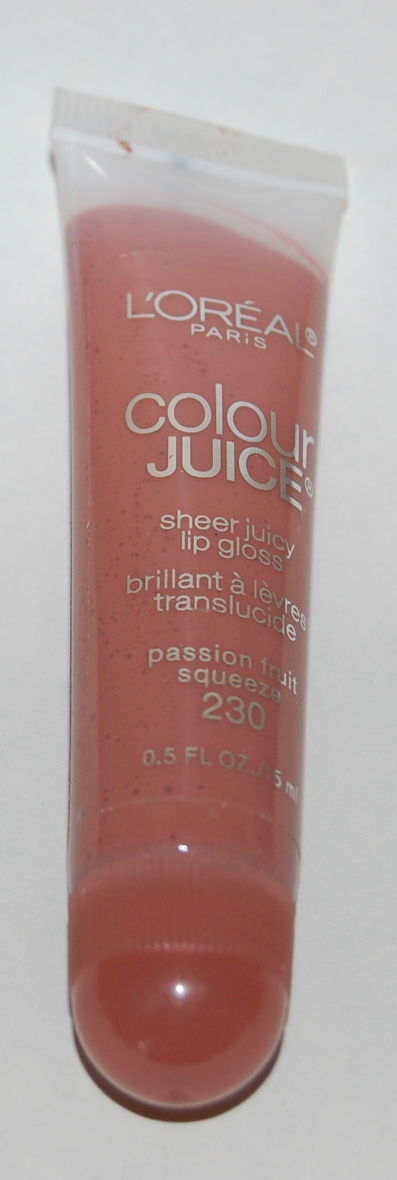 L'ORÉAL®
PARiS
colour
JUICE®
sheer juicy
lip gloss
brillant à lèvres
translucide
passion fruit
squeeze
230
0.5 FL OZ./15 ml